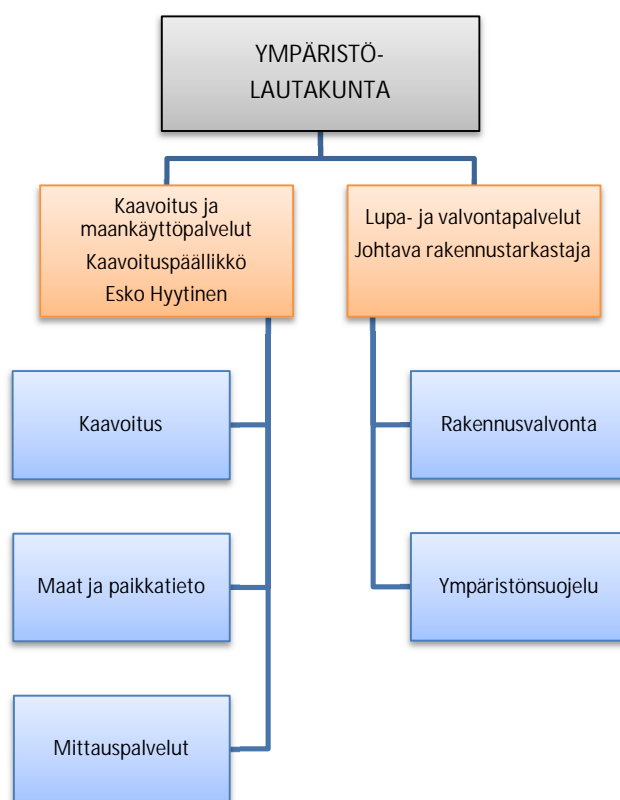 YMPÄRISTÖ-
LAUTAKUNTA
Kaavoitus ja
maankäyttöpalvelut
Kaavoituspäällikkö
Esko Hyytinen
Lupa- ja valvontapalvelut
Johtava rakennustarkastaja
Kaavoitus
Rakennusvalvonta
Maat ja paikkatieto
Ympäristönsuojelu
Mittauspalvelut